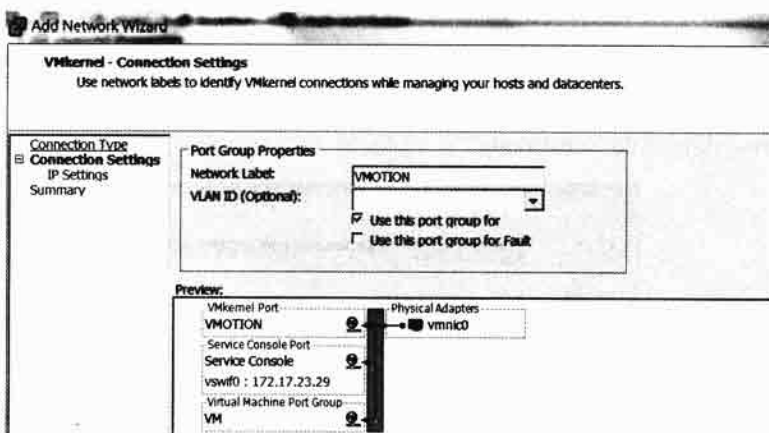 Add Network Wizard
VMkernel - Connection Settings
Use network labels to identify VMkernel connections while managing your hosts and datacenters.
Connection Type
Connection Settings
IP Settings
Summary
Port Group Properties
Network Label:
VMOTION
VLAN ID (Optional):
Use this port group for
Use this port group for Fault
Preview:
VMkernel Port
VMOTION
Physical Adapters
vmnic0
Service Console Port
Service Console
vswif0 : 172.17.23.29
Virtual Machine Port Group
VM